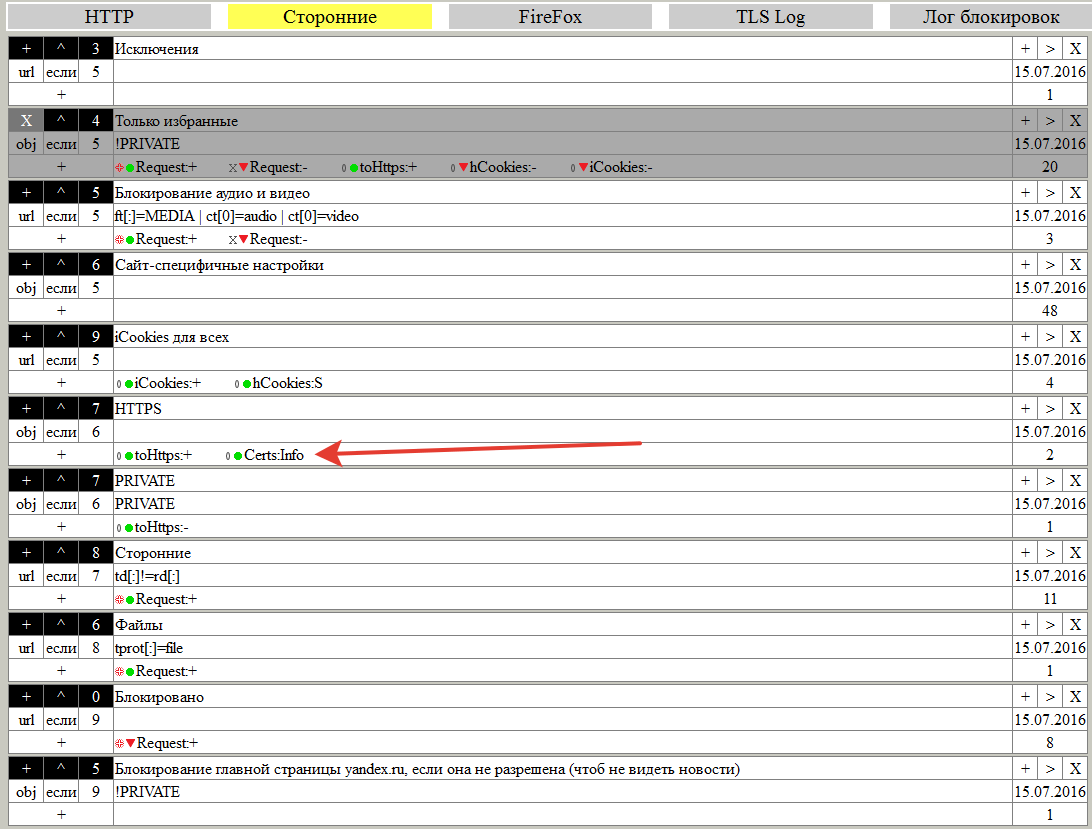 HTTP Сторонние FireFox TLS Log Лог блокировок
+ ^ 3 Исключения + > X
url если 5 15.07.2016
+ 1
X ^ 4 Только избранные + > X
obj если 5 !PRIVATE 15.07.2016
+ Request:+ X Request:- 0 toHttps:+ 0 hCookies:- 0 iCookies:- 20
+ ^ 5 Блокирование аудио и видео + > X
url если 5 ft[:]=MEDIA | ct[0]=audio | ct[0]=video 15.07.2016
+ Request:+ X Request:- 3
+ ^ 6 Сайт-специфичные настройки + > X
obj если 5 15.07.2016
+ 48
+ ^ 9 iCookies для всех + > X
url если 5 15.07.2016
+ 0 iCookies:+ 0 hCookies:S 4
+ ^ 7 HTTPS + > X
obj если 6 15.07.2016
+ 0 toHttps:+ 0 Certs:Info 2
+ ^ 7 PRIVATE + > X
obj если 6 PRIVATE 15.07.2016
+ 0 toHttps:- 1
+ ^ 8 Сторонние + > X
url если 7 td[:]!=rd[:] 15.07.2016
+ Request:+ 11
+ ^ 6 Файлы + > X
url если 8 tprot[:]=file 15.07.2016
+ Request:+ 1
+ ^ 0 Блокировано + > X
url если 9 15.07.2016
+ Request:+ 8
+ ^ 5 Блокирование главной страницы yandex.ru, если она не разрешена (чтоб не видеть новости) + > X
obj если 9 !PRIVATE 15.07.2016
+ 1